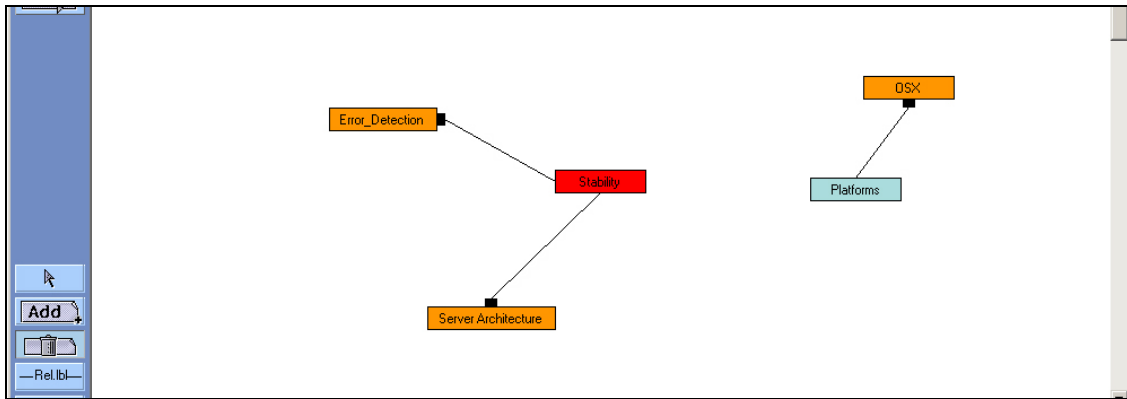 OSX
Error_Detection
Stability
Platforms
Add
Server Architecture
Rel.lbl